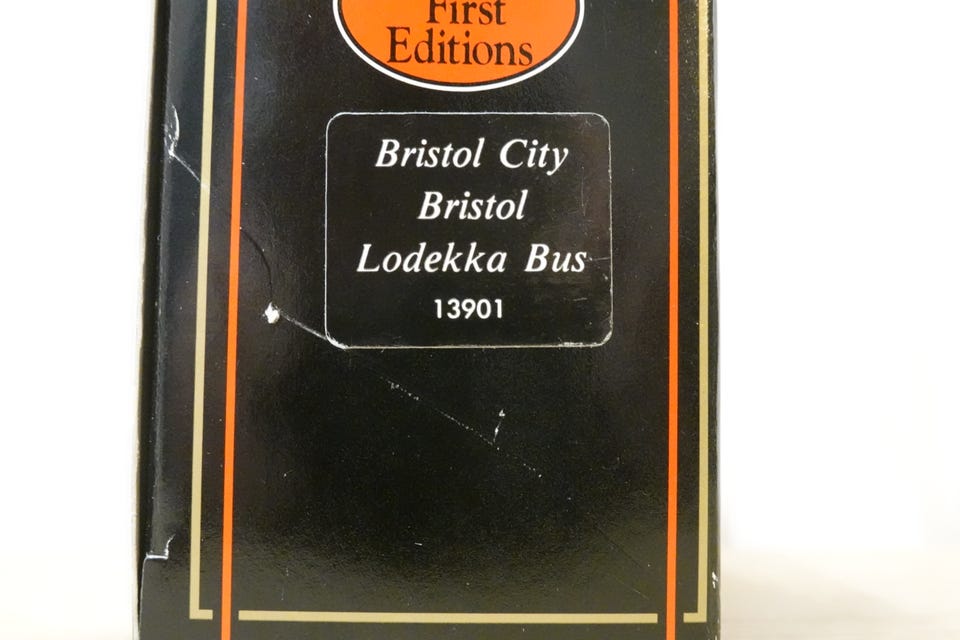 First
Editions
Bristol City
Bristol
Lodekka Bus
13901